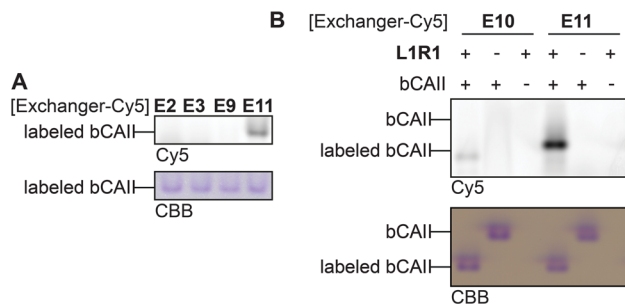 A
[Exchanger-Cy5] E2 E3 E9 E11
labeled bCAII
Cy5
labeled bCAII
CBB
B
[Exchanger-Cy5] E10 E11
L1R1 + - + + - +
bCAII + + - + + -
bCAII
labeled bCAII
Cy5
bCAII
labeled bCAII
CBB